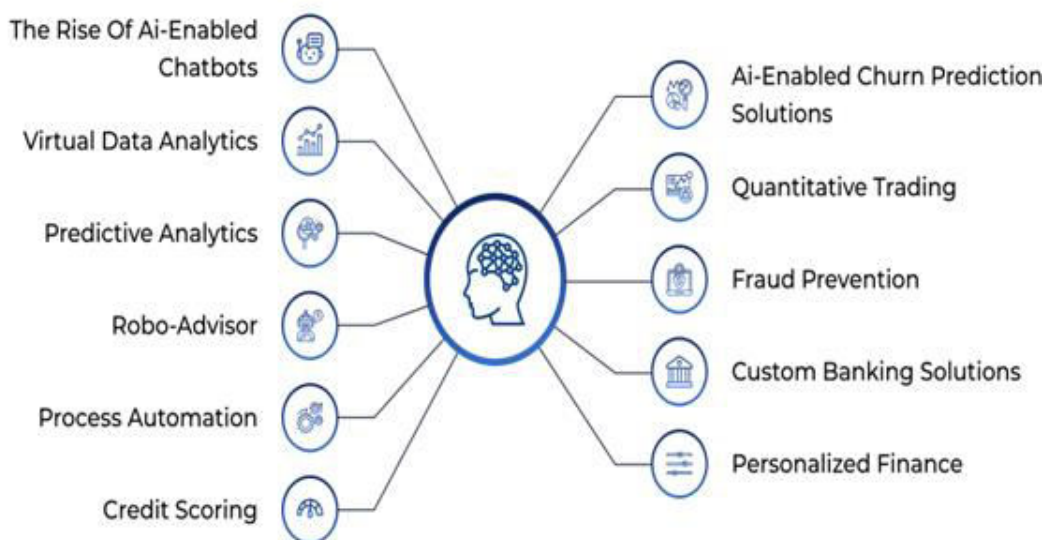 The Rise Of Ai-Enabled
Chatbots
Virtual Data Analytics
Predictive Analytics
Robo-Advisor
Process Automation
Credit Scoring
Ai-Enabled Churn Prediction
Solutions
Quantitative Trading
Fraud Prevention
Custom Banking Solutions
Personalized Finance